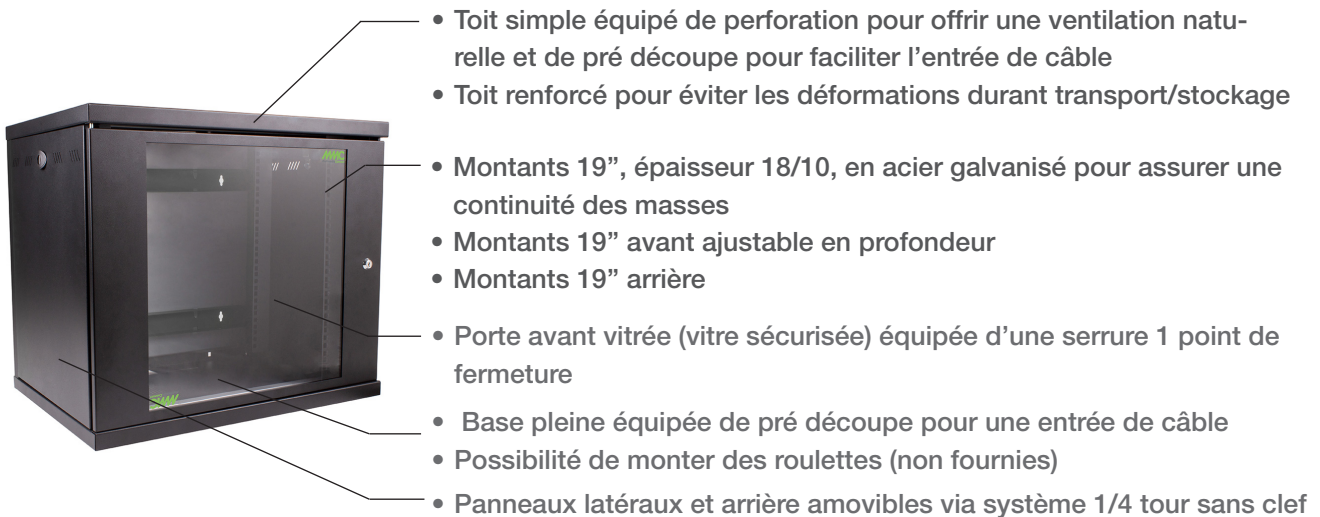 • Toit simple équipé de perforation pour offrir une ventilation natu-
relle et de pré découpe pour faciliter l’entrée de câble
• Toit renforcé pour éviter les déformations durant transport/stockage
• Montants 19”, épaisseur 18/10, en acier galvanisé pour assurer une
continuité des masses
• Montants 19” avant ajustable en profondeur
• Montants 19” arrière
• Porte avant vitrée (vitre sécurisée) équipée d’une serrure 1 point de
fermeture
• Base pleine équipée de pré découpe pour une entrée de câble
• Possibilité de monter des roulettes (non fournies)
• Panneaux latéraux et arrière amovibles via système 1/4 tour sans clef